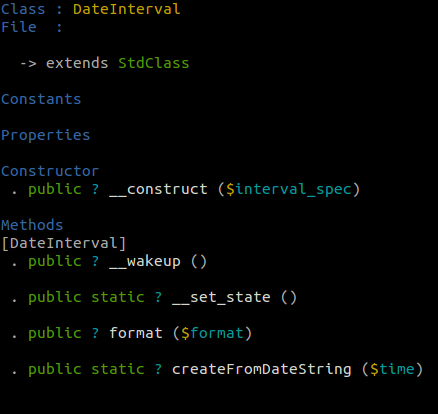 Class : DateInterval
File  :
-> extends StdClass
Constants
Properties
Constructor
. public ? __construct ($interval_spec)
Methods
[DateInterval]
. public ? __wakeup ()
. public static ? __set_state ()
. public ? format ($format)
. public static ? createFromDateString ($time)